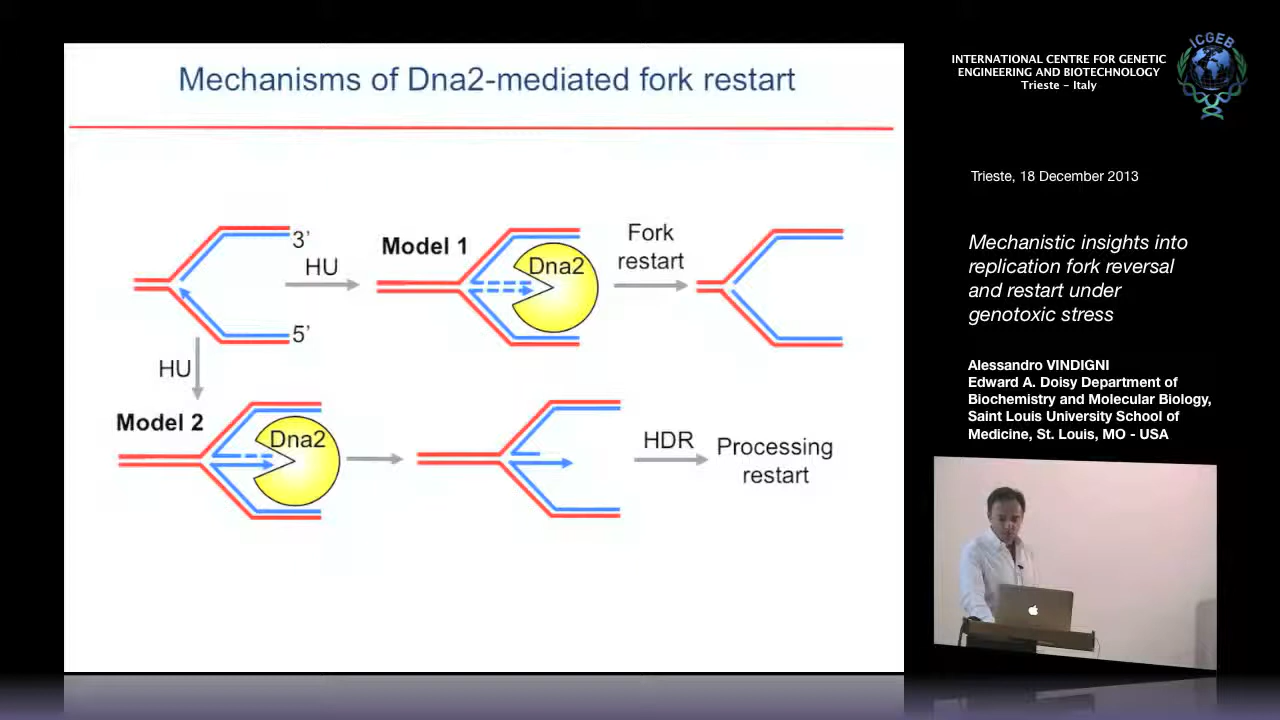 Mechanisms of Dna2-mediated fork restart
3’
HU
5’
Model 1
Dna2
Fork
restart
HU
Model 2
Dna2
HDR
Processing
restart
ICGEB
INTERNATIONAL CENTRE FOR GENETIC
ENGINEERING AND BIOTECHNOLOGY
Trieste – Italy
Trieste, 18 December 2013
Mechanistic insights into
replication fork reversal
and restart under
genotoxic stress
Alessandro VINDIGNI
Edward A. Doisy Department of
Biochemistry and Molecular Biology,
Saint Louis University School of
Medicine, St. Louis, MO - USA